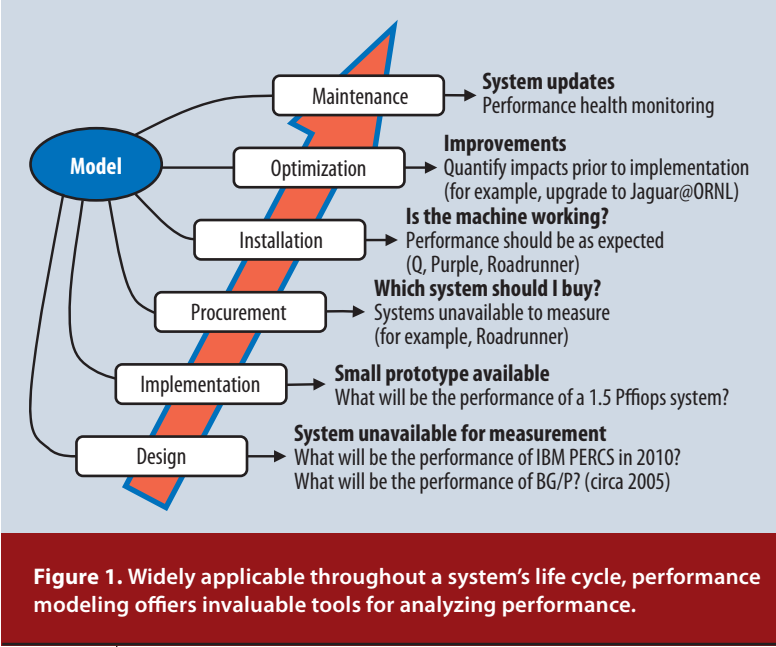 Model
Maintenance
System updates
Performance health monitoring
Optimization
Improvements
Quantify impacts prior to implementation
(for example, upgrade to Jaguar@ORNL)
Installation
Is the machine working?
Performance should be as expected
(Q, Purple, Roadrunner)
Procurement
Which system should I buy?
Systems unavailable to measure
(for example, Roadrunner)
Implementation
Small prototype available
What will be the performance of a 1.5 Pffiops system?
Design
System unavailable for measurement
What will be the performance of IBM PERCS in 2010?
What will be the performance of BG/P? (circa 2005)
Figure 1. Widely applicable throughout a system’s life cycle, performance
modeling offiers invaluable tools for analyzing performance.